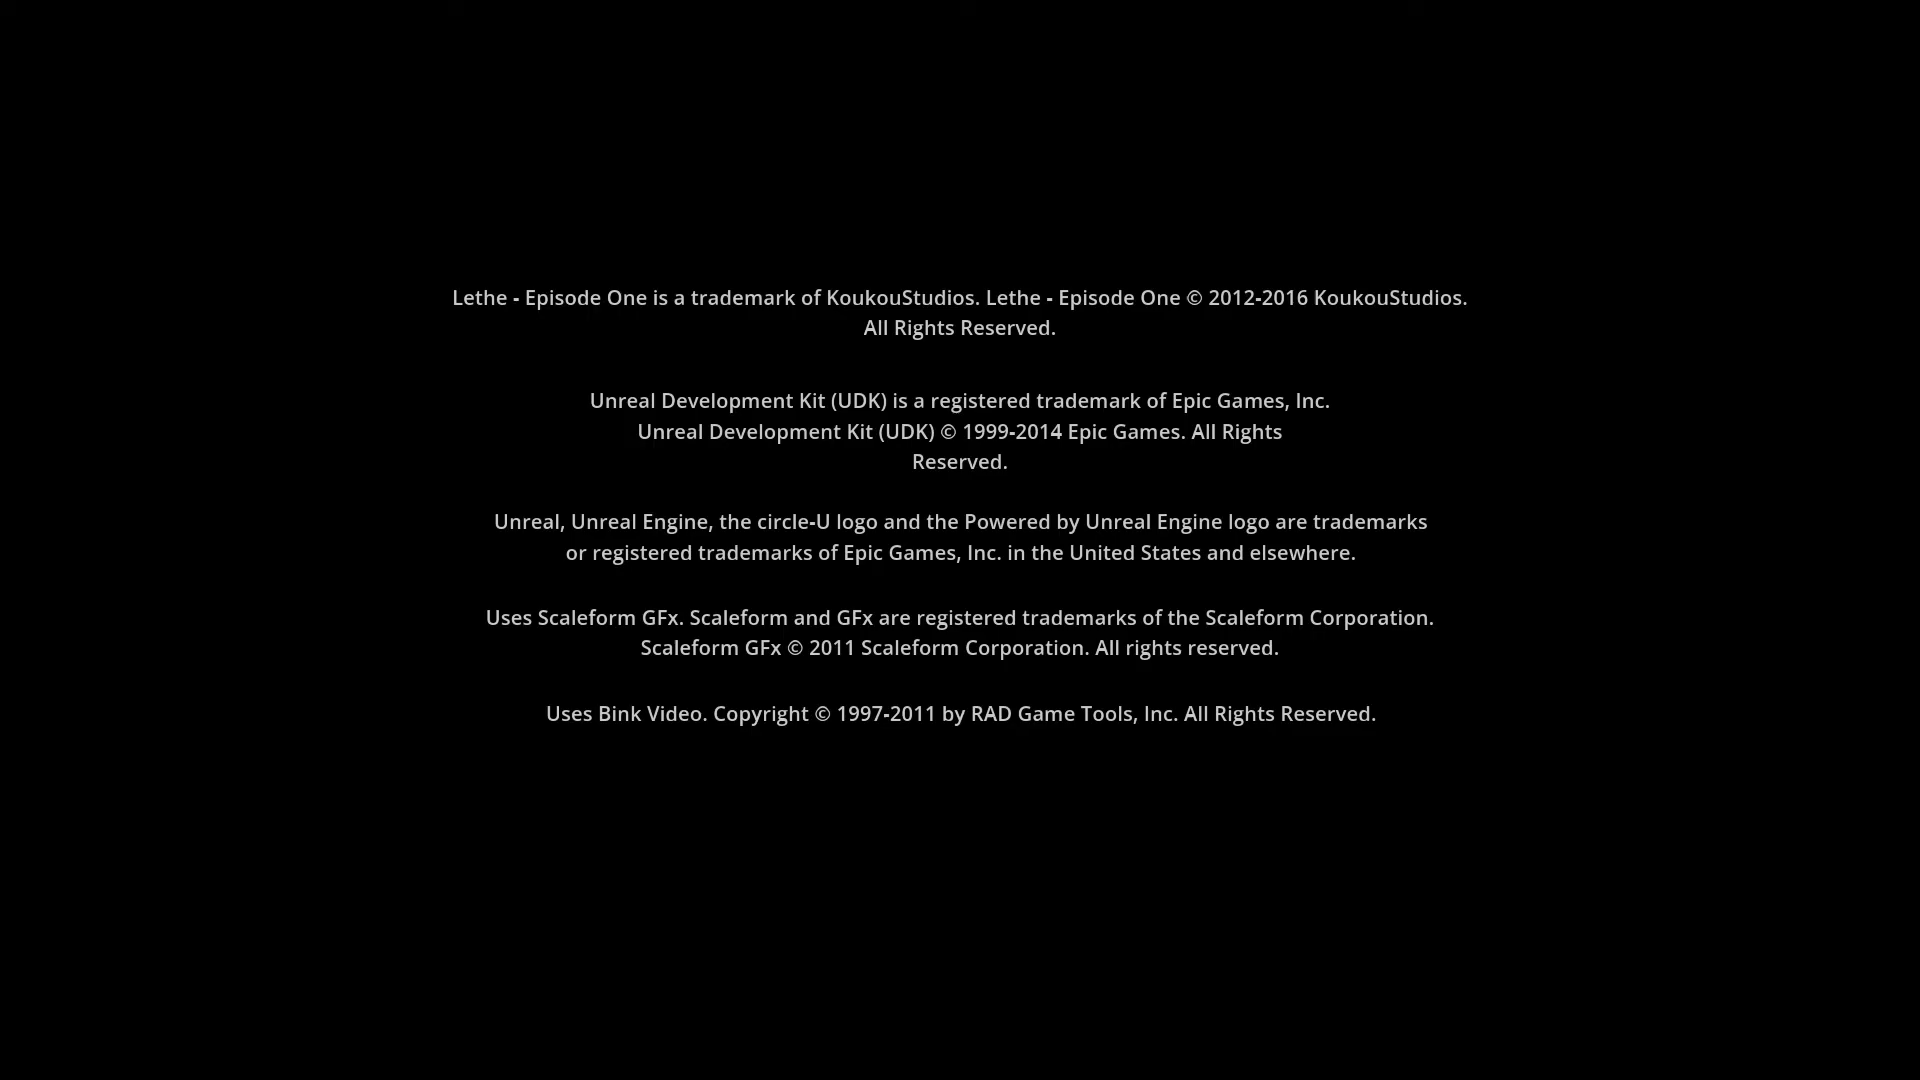 Lethe - Episode One is a trademark of KoukouStudios. Lethe - Episode One © 2012-2016 KoukouStudios.
All Rights Reserved.
Unreal Development Kit (UDK) is a registered trademark of Epic Games, Inc.
Unreal Development Kit (UDK) © 1999-2014 Epic Games. All Rights
Reserved.
Unreal, Unreal Engine, the circle-U logo and the Powered by Unreal Engine logo are trademarks
or registered trademarks of Epic Games, Inc. in the United States and elsewhere.
Uses Scaleform GFx. Scaleform and GFx are registered trademarks of the Scaleform Corporation.
Scaleform GFx © 2011 Scaleform Corporation. All rights reserved.
Uses Bink Video. Copyright © 1997-2011 by RAD Game Tools, Inc. All Rights Reserved.